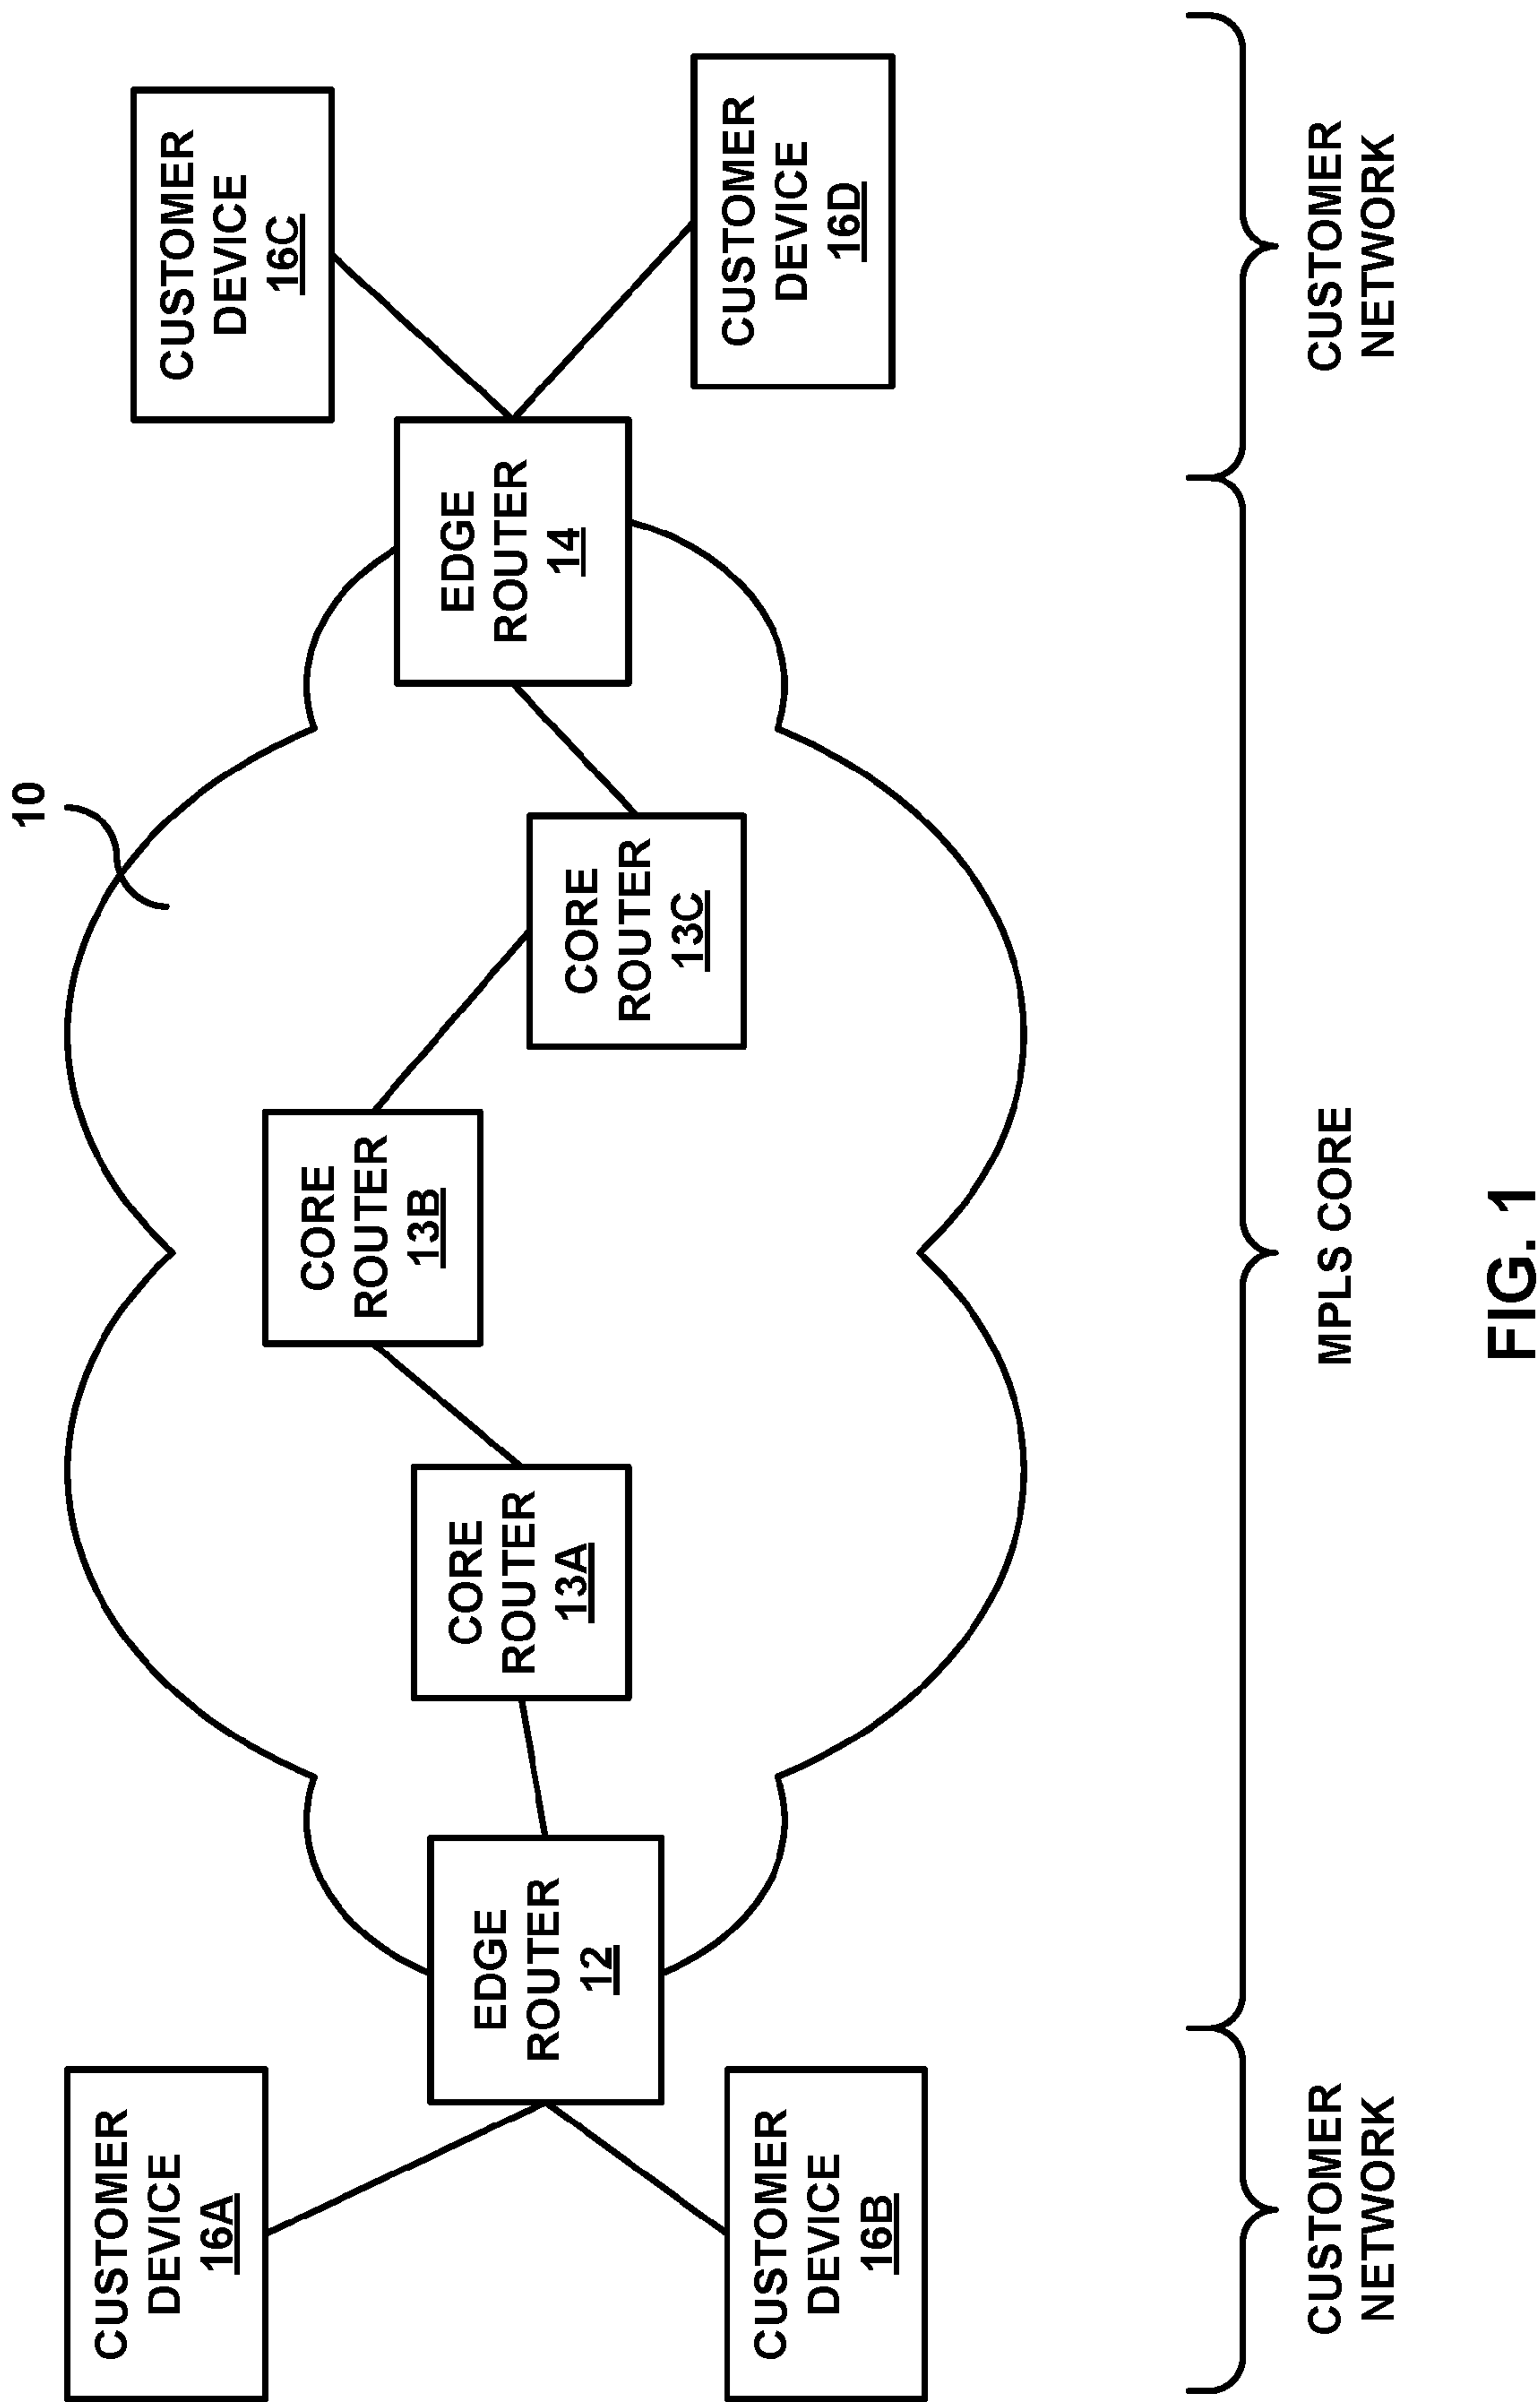 10
CUSTOMER
DEVICE
16A
CUSTOMER
DEVICE
16B
EDGE
ROUTER
12
CORE
ROUTER
13A
CORE
ROUTER
13B
CORE
ROUTER
13C
EDGE
ROUTER
14
CUSTOMER
DEVICE
16C
CUSTOMER
DEVICE
16D
CUSTOMER
NETWORK
MPLS CORE
CUSTOMER
NETWORK
FIG. 1